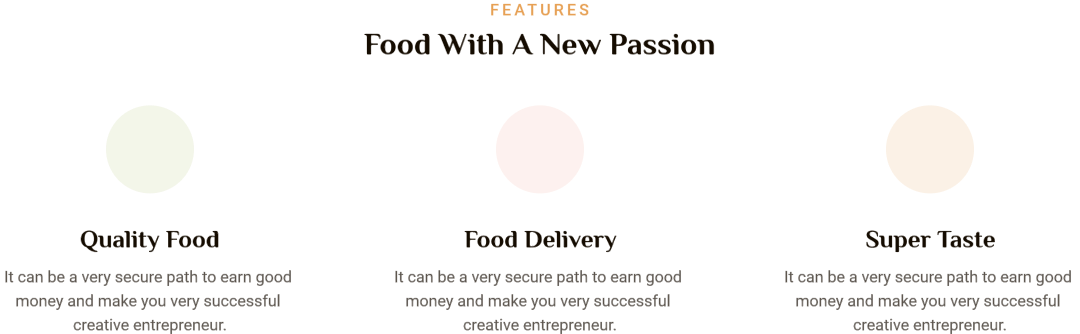 FEATURES
Food With A New Passion
Quality Food
It can be a very secure path to earn good
money and make you very successful
creative entrepreneur.
Food Delivery
It can be a very secure path to earn good
money and make you very successful
creative entrepreneur.
Super Taste
It can be a very secure path to earn good
money and make you very successful
creative entrepreneur.